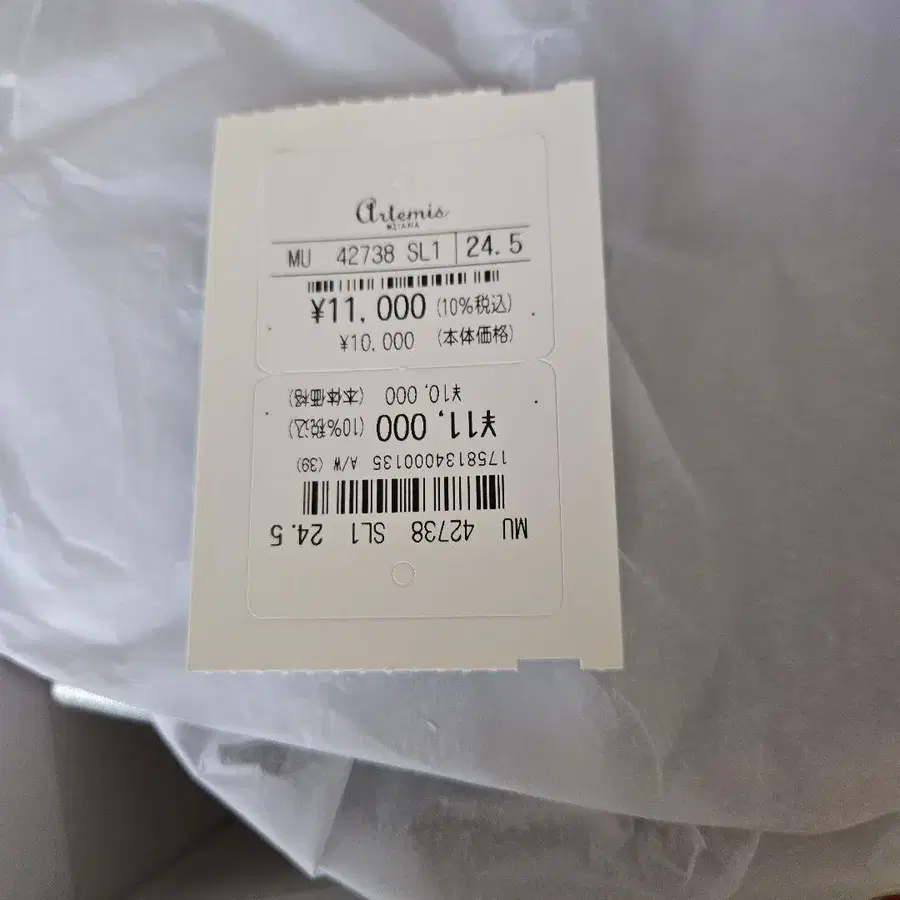 Artemis
MU 42738 SL1 24.5
¥11,000 (10%税込)
¥10,000 (本体価格)
MU 42738 SL1 24.5
1758134000135 A/W (39)
¥11,000 (10%税込)
¥10,000 (本体価格)